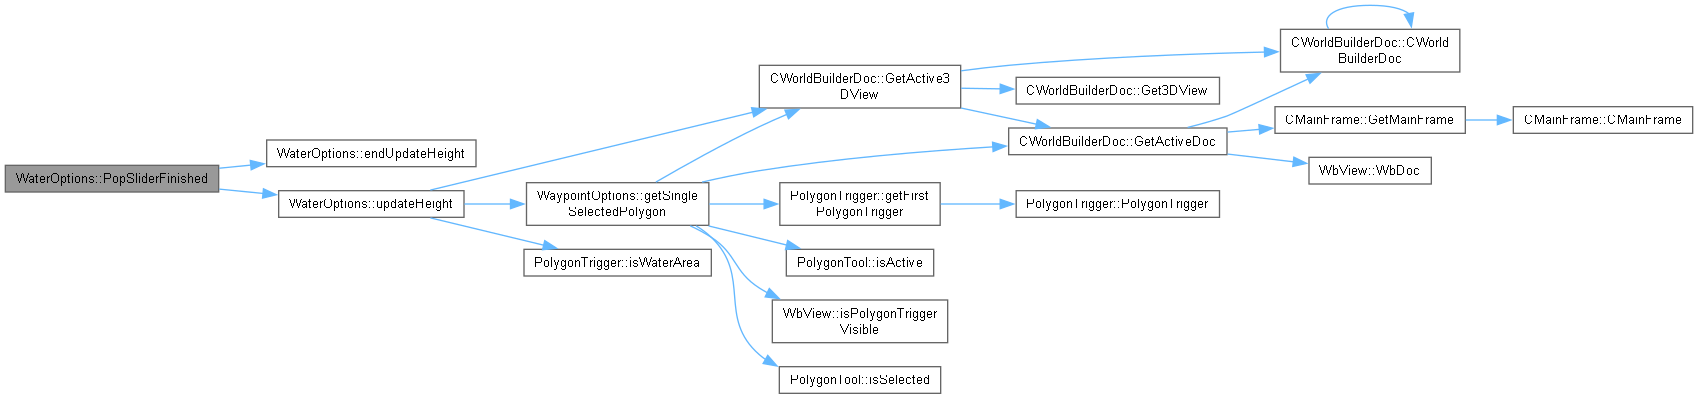 WaterOptions::PopSliderFinished
WaterOptions::endUpdateHeight
WaterOptions::updateHeight
WaypointOptions::getSingle
SelectedPolygon
PolygonTrigger::isWaterArea
CWorldBuilderDoc::GetActive3
DView
PolygonTrigger::getFirst
PolygonTrigger
PolygonTool::isActive
WbView::isPolygonTrigger
Visible
PolygonTool::isSelected
CWorldBuilderDoc::Get3DView
CWorldBuilderDoc::GetActiveDoc
PolygonTrigger::PolygonTrigger
CWorldBuilderDoc::CWorld
BuilderDoc
CMainFrame::GetMainFrame
WbView::WbDoc
CMainFrame::CMainFrame